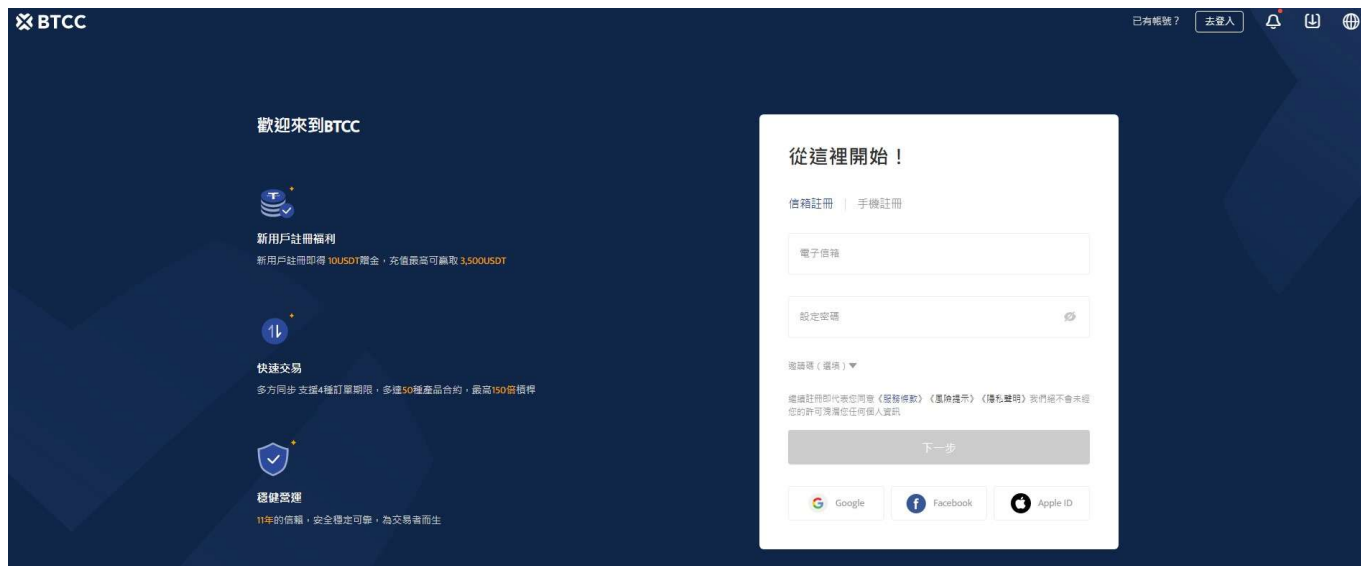 BTCC
已有帳號？ 去登入
歡迎來到BTCC
新用戶註冊福利
新用戶註冊即得 10USDT贈金，充值最高可贏取 3,500USDT
快速交易
多方同步 支援4種訂單期限，多達50種產品合約，最高150倍槓桿
穩健營運
11年的信賴，安全穩定可靠，為交易者而生
從這裡開始！
信箱註冊 | 手機註冊
電子信箱
設定密碼
邀請碼（選填）▼
繼續註冊即代表您同意《服務條款》《風險提示》《隱私聲明》我們絕不會未經
您的許可洩漏您任何個人資訊
下一步
Google Facebook Apple ID